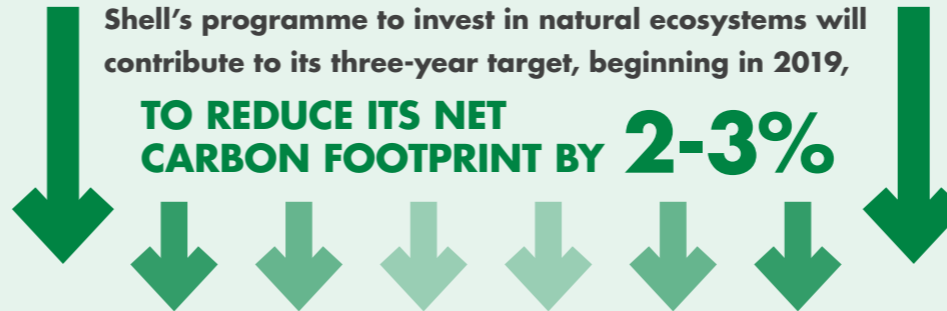 Shell’s programme to invest in natural ecosystems will
contribute to its three-year target, beginning in 2019,
TO REDUCE ITS NET
CARBON FOOTPRINT BY 2-3%